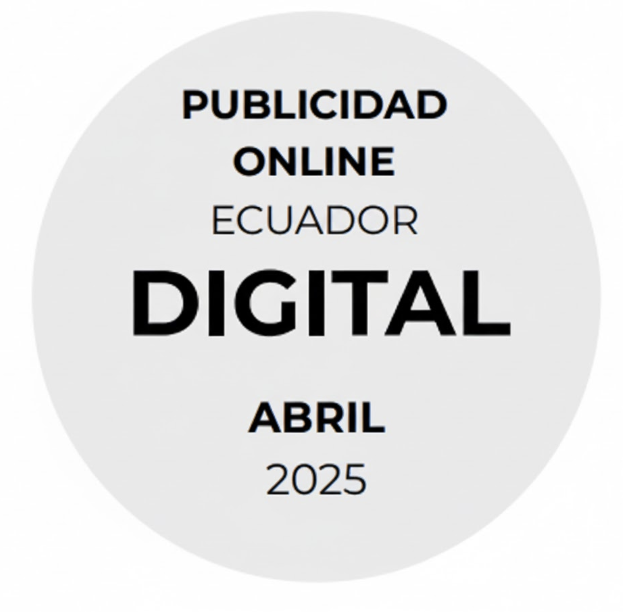 PUBLICIDAD
ONLINE
ECUADOR
DIGITAL
ABRIL
2025